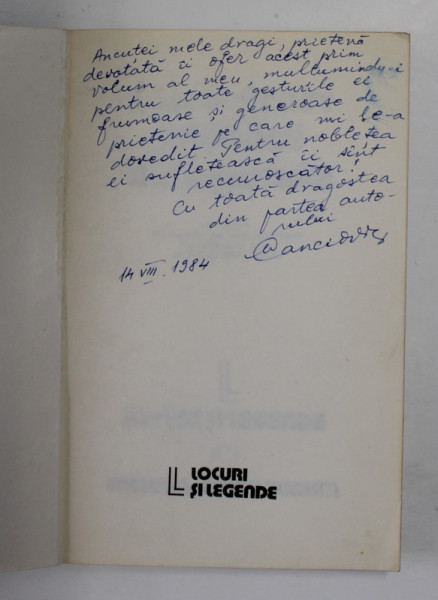 Ancuței mele dragi, prietenă
devotată îi ofer acest prim
volum al meu, mulțumindu-i
pentru toate gesturile ei
frumoase și generoase de
prietenie pe care mi le-a
dovedit. Pentru noblețea
ei sufletească îi sînt
recunoscător!
Cu toată dragostea
din partea auto-
rului
14 VIII. 1984
LL LOCURI
ȘI LEGENDE